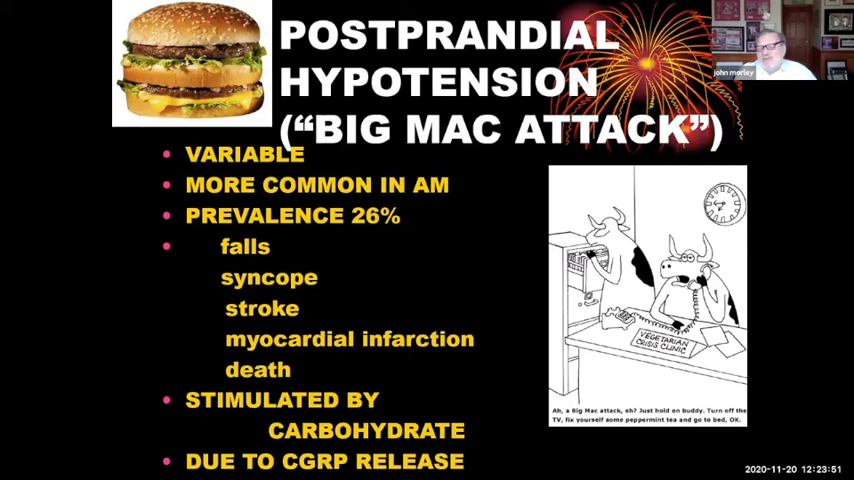 POSTPRANDIAL
HYPOTENSION
(“BIG MAC ATTACK”)
john morley
• VARIABLE
• MORE COMMON IN AM
• PREVALENCE 26%
• falls
syncope
stroke
myocardial infarction
death
• STIMULATED BY
CARBOHYDRATE
• DUE TO CGRP RELEASE
VEGETARIAN
CRISIS CLINIC
Ah, a Big Mac attack, eh? Just hold on buddy. Turn off the
TV, fix yourself some peppermint tea and go to bed, OK.
2020-11-20 12:23:51